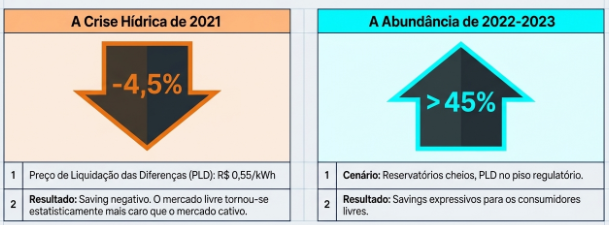 A Crise Hídrica de 2021
-4,5%
1 Preço de Liquidação das Diferenças (PLD): R$ 0,55/kWh
2 Resultado: Saving negativo. O mercado livre tornou-se
estatisticamente mais caro que o mercado cativo.
A Abundância de 2022-2023
>45%
1 Cenário: Reservatórios cheios, PLD no piso regulatório.
2 Resultado: Savings expressivos para os consumidores
livres.